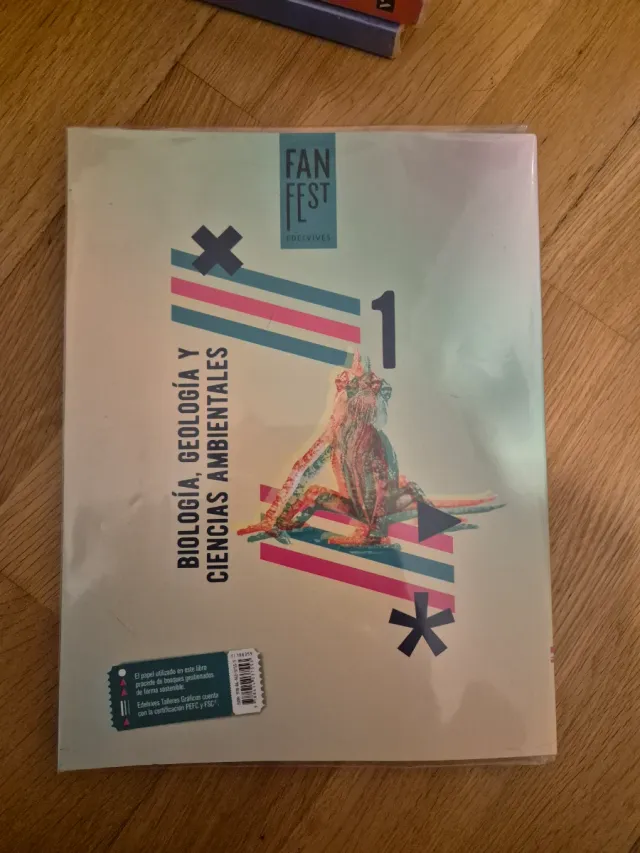 FAN
FEST
EDELVIVES
1
BIOLOGÍA, GEOLOGÍA Y
CIENCIAS AMBIENTALES
El papel utilizado en este libro
procede de bosques gestionados
de forma sostenible.
Edelvives Talleres Gráficos cuenta
con la certificación PEFC y FSC®.